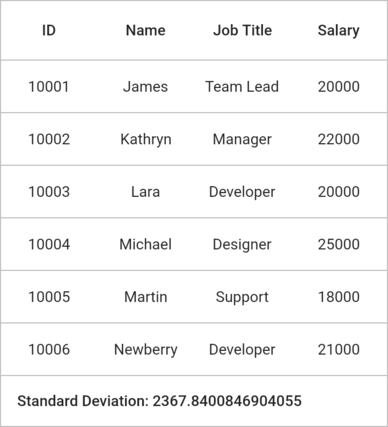 ID Name Job Title Salary
10001 James Team Lead 20000
10002 Kathryn Manager 22000
10003 Lara Developer 20000
10004 Michael Designer 25000
10005 Martin Support 18000
10006 Newberry Developer 21000
Standard Deviation: 2367.8400846904055